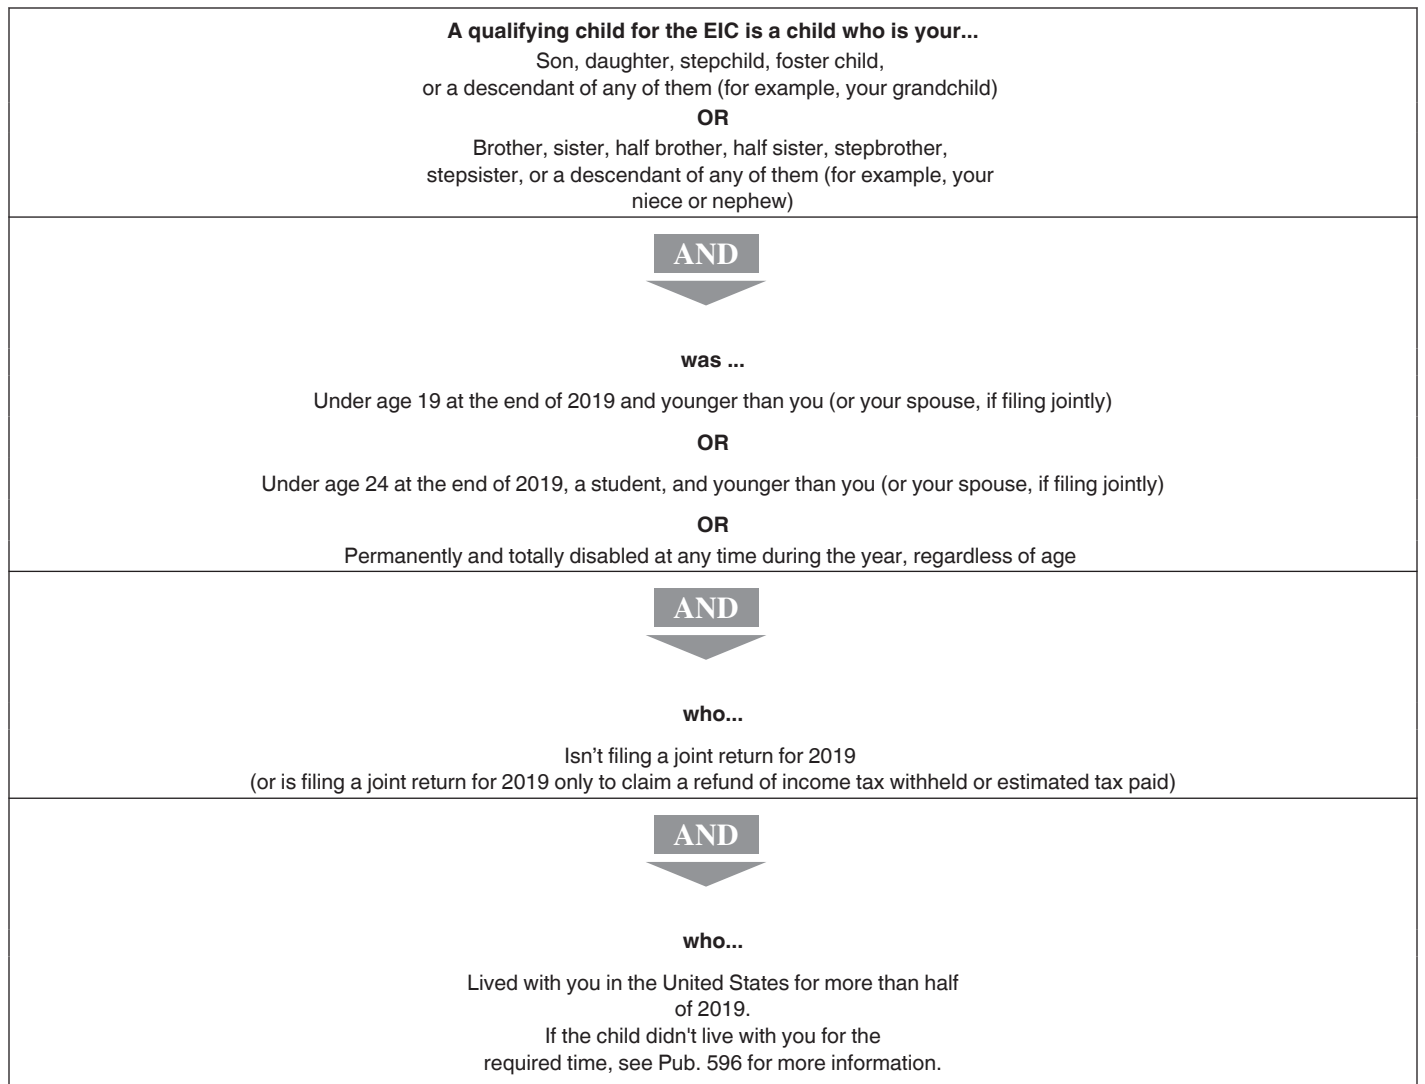 A qualifying child for the EIC is a child who is your...
Son, daughter, stepchild, foster child,
or a descendant of any of them (for example, your grandchild)
OR
Brother, sister, half brother, half sister, stepbrother,
stepsister, or a descendant of any of them (for example, your
niece or nephew)
AND
was ...
Under age 19 at the end of 2019 and younger than you (or your spouse, if filing jointly)
OR
Under age 24 at the end of 2019, a student, and younger than you (or your spouse, if filing jointly)
OR
Permanently and totally disabled at any time during the year, regardless of age
AND
who...
Isn’t filing a joint return for 2019
(or is filing a joint return for 2019 only to claim a refund of income tax withheld or estimated tax paid)
AND
who...
Lived with you in the United States for more than half
of 2019.
If the child didn't live with you for the
required time, see Pub. 596 for more information.